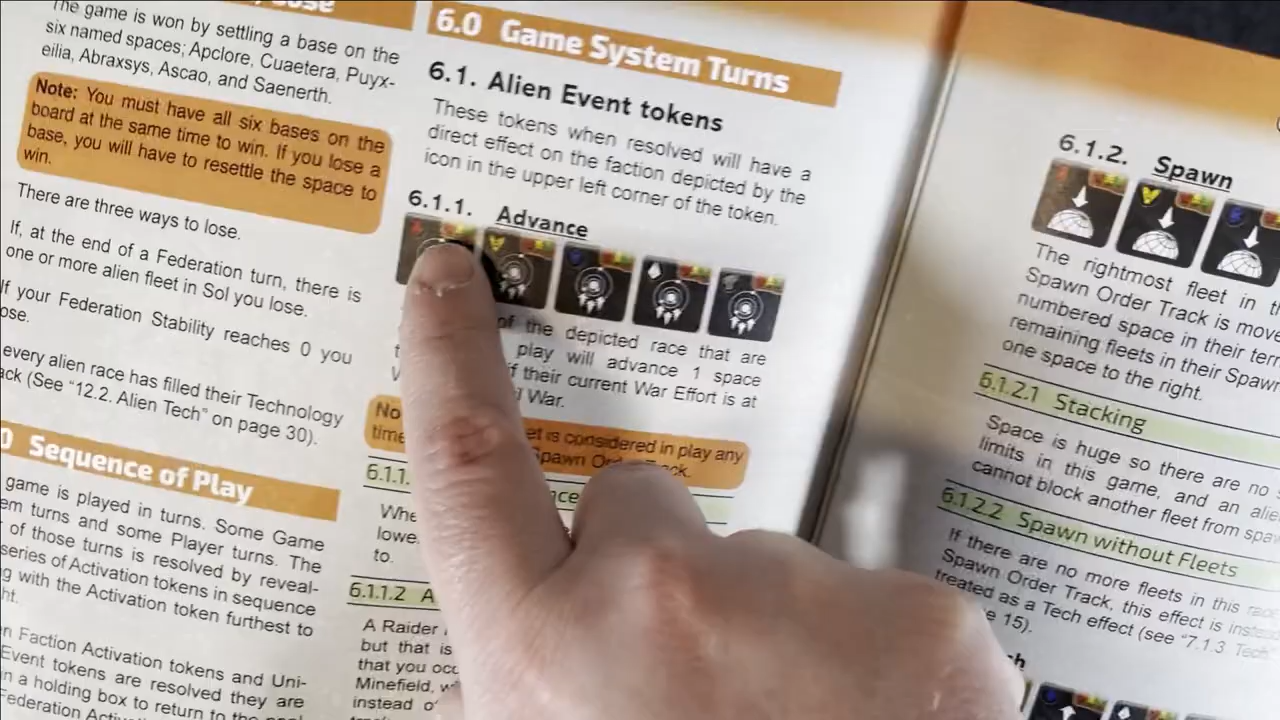 The game is won by settling a base on the
six named spaces; Apclore, Cuaetera, Puyx-
eilia, Abraxsys, Ascao, and Saenerth.
Note: You must have all six bases on the
board at the same time to win. If you lose a
base, you will have to resettle the space to
win.
There are three ways to lose.
If, at the end of a Federation turn, there is
one or more alien fleet in Sol you lose.
If your Federation Stability reaches 0 you
every alien race has filled their Technology
(See "12.2. Alien Tech" on page 30).
Sequence of Play
game is played in turns. Some Game
turns and some Player turns. The
of those turns is resolved by reveal-
series of Activation tokens in sequence
with the Activation token furthest to
Faction Activation tokens and Uni-
Event tokens are resolved they are
in a holding box to return to the
Federation
6.0 Game System Turns
6.1. Alien Event tokens
These tokens when resolved will have a
direct effect on the faction depicted by the
icon in the upper left corner of the token.
6.1.1. Advance
of the depicted race that are
play will advance 1 space
if their current War Effort is at
War.
is considered in play any
Spawn Track.
6.1.1.
to.
6.1.1.2 A
A Raider
but that is
that you
Minefield,
instead
6.1.2. Spawn
The rightmost fleet in
Spawn Order Track is
numbered space in their
remaining fleets in their
one space to the right.
6.1.2.1 Stacking
Space is huge so there are no
limits in this game, and an
cannot block another fleet from
6.1.2.2 Spawn without Fleets
If there are no more fleets in this
Spawn Order Track, this effect is
treated as a Tech effect (see "7.1.3 Tech"
15).